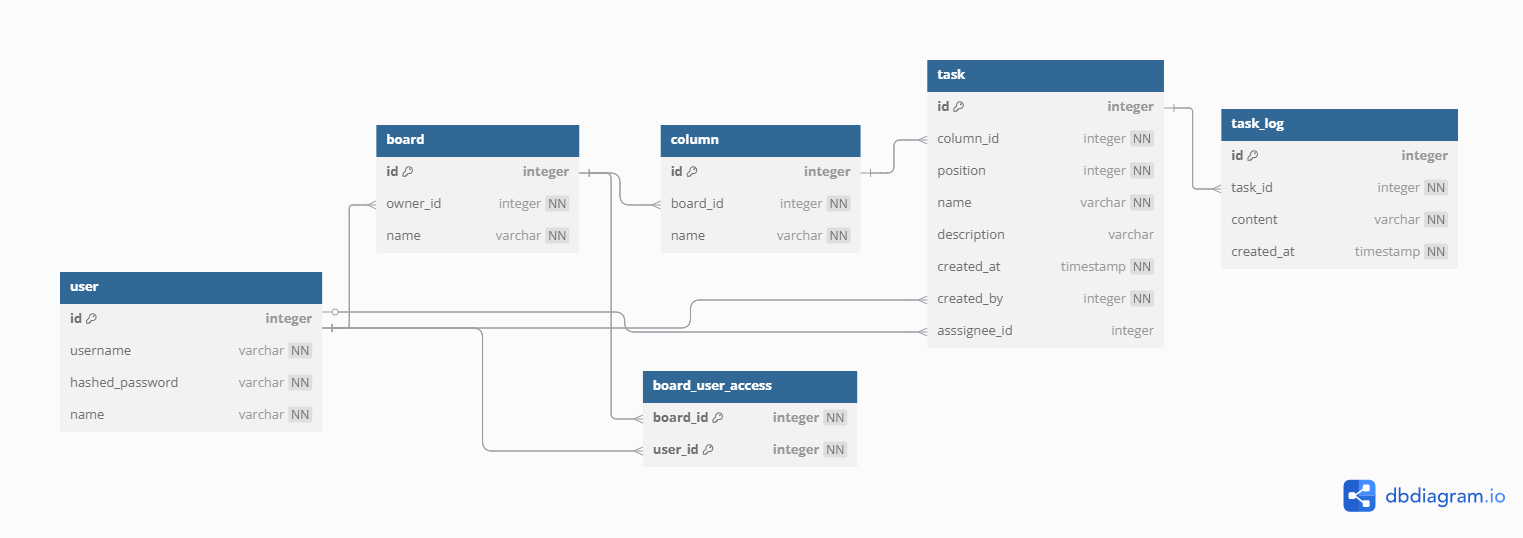 task
id integer
column_id integer NN
position integer NN
name varchar NN
description varchar
created_at timestamp NN
created_by integer NN
asssignee_id integer
task_log
id integer
task_id integer NN
content varchar NN
created_at timestamp NN
board
id integer
owner_id integer NN
name varchar NN
column
id integer
board_id integer NN
name varchar NN
user
id integer
username varchar NN
hashed_password varchar NN
name varchar NN
board_user_access
board_id integer NN
user_id integer NN
dbdiagram.io